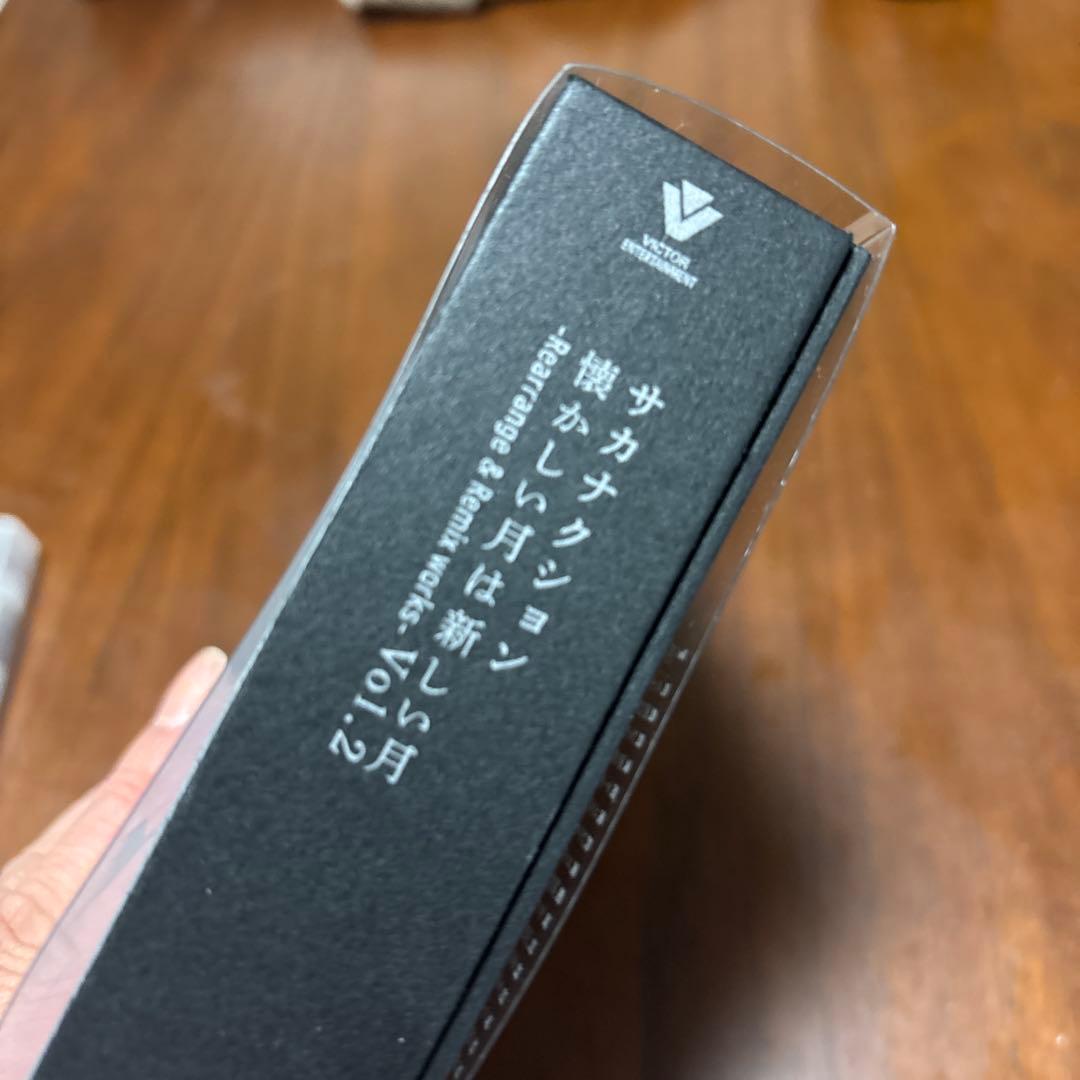 VICTOR
ENTERTAINMENT
サカナクション
懐かしい月は新しい月
-Rearrange & Remix works- Vol.2